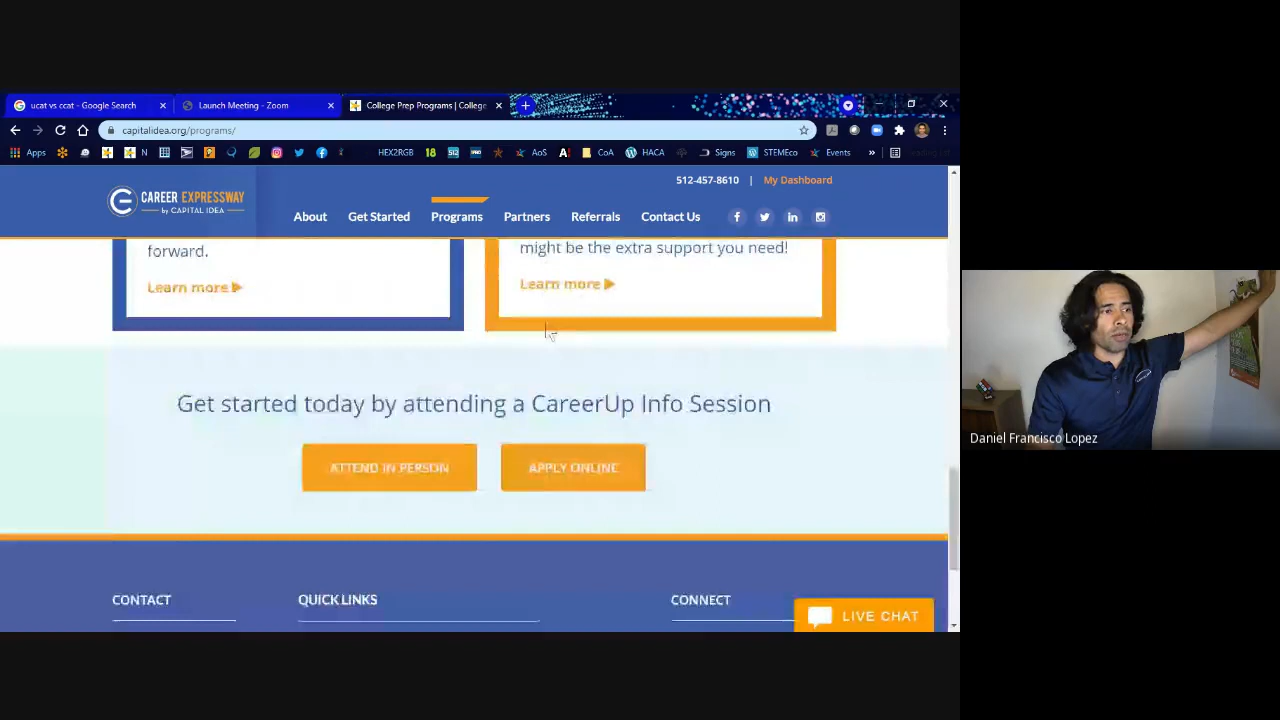 ucat vs ccat - Google Search
Launch Meeting - Zoom
College Prep Programs | College
capitalidea.org/programs/
Apps
N
HEX2RGB
18
AoS
A!
CoA
HACA
Signs
STEMEco
Events
»
512-457-8610 | My Dashboard
CAREER EXPRESSWAY
by CAPITAL IDEA
About
Get Started
Programs
Partners
Referrals
Contact Us
forward.
might be the extra support you need!
Learn more
Learn more
Get started today by attending a CareerUp Info Session
ATTEND IN PERSON
APPLY ONLINE
CONTACT
QUICK LINKS
CONNECT
LIVE CHAT
Daniel Francisco Lopez